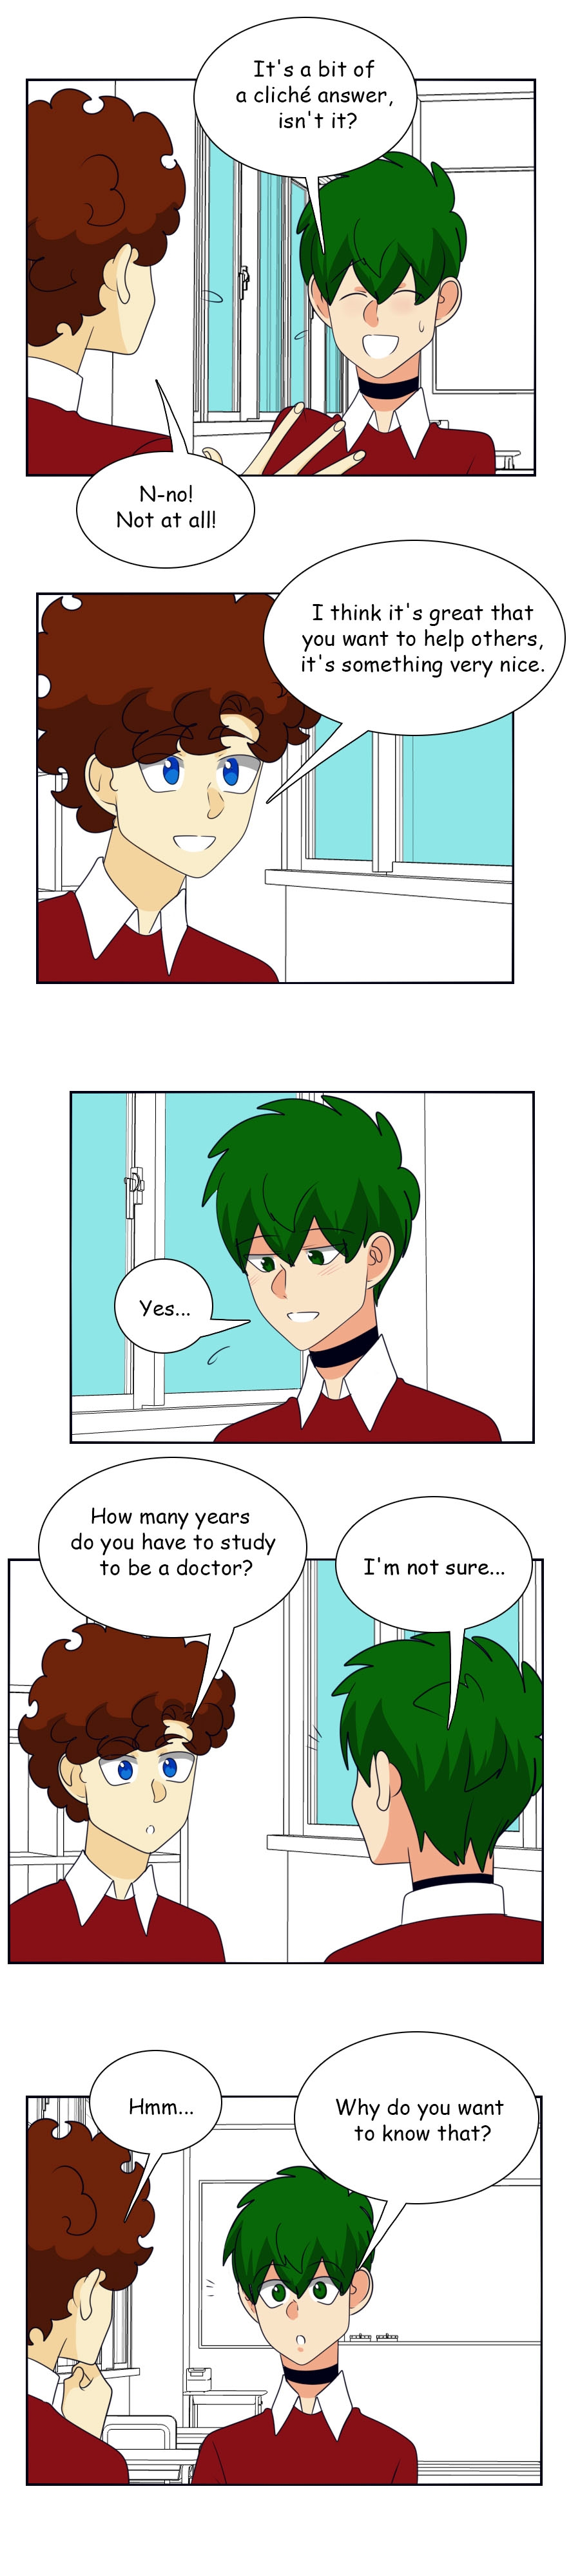 It's a bit of
a cliché answer,
isn't it?
N-no!
Not at all!
I think it's great that
you want to help others,
it's something very nice.
Yes...
How many years
do you have to study
to be a doctor?
I'm not sure...
Hmm...
Why do you want
to know that?